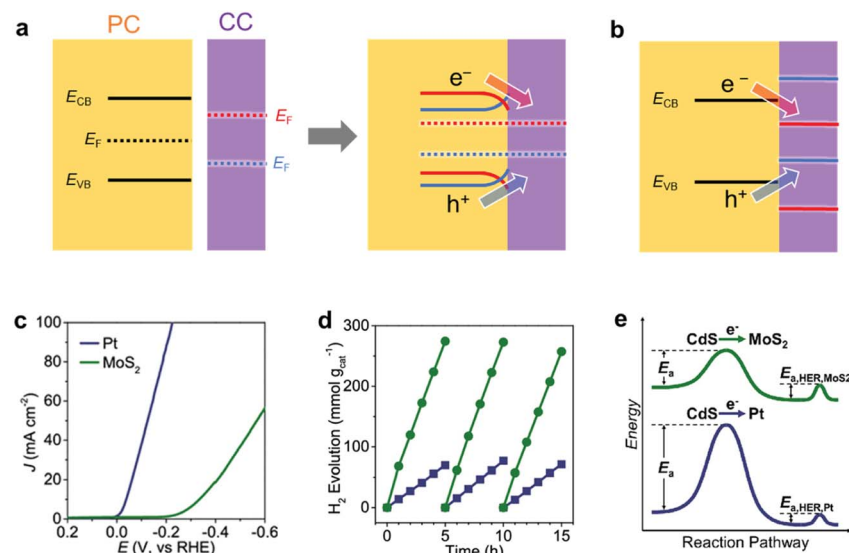 a
PC
CC
E_CB
E_F
E_VB
E_F
E_F
e⁻
h⁺
b
E_CB
E_VB
e⁻
h⁺
c
Pt
MoS₂
J (mA cm⁻²)
100
80
60
40
20
0
0.2 0.0 -0.2 -0.4 -0.6
E (V, vs RHE)
d
H₂ Evolution (mmol g_cat⁻¹)
300
200
100
0
0 5 10 15
Time (h)
e
Energy
e⁻
CdS MoS₂
E_a
E_a,HER,MoS2
e⁻
CdS Pt
E_a
E_a,HER,Pt
Reaction Pathway